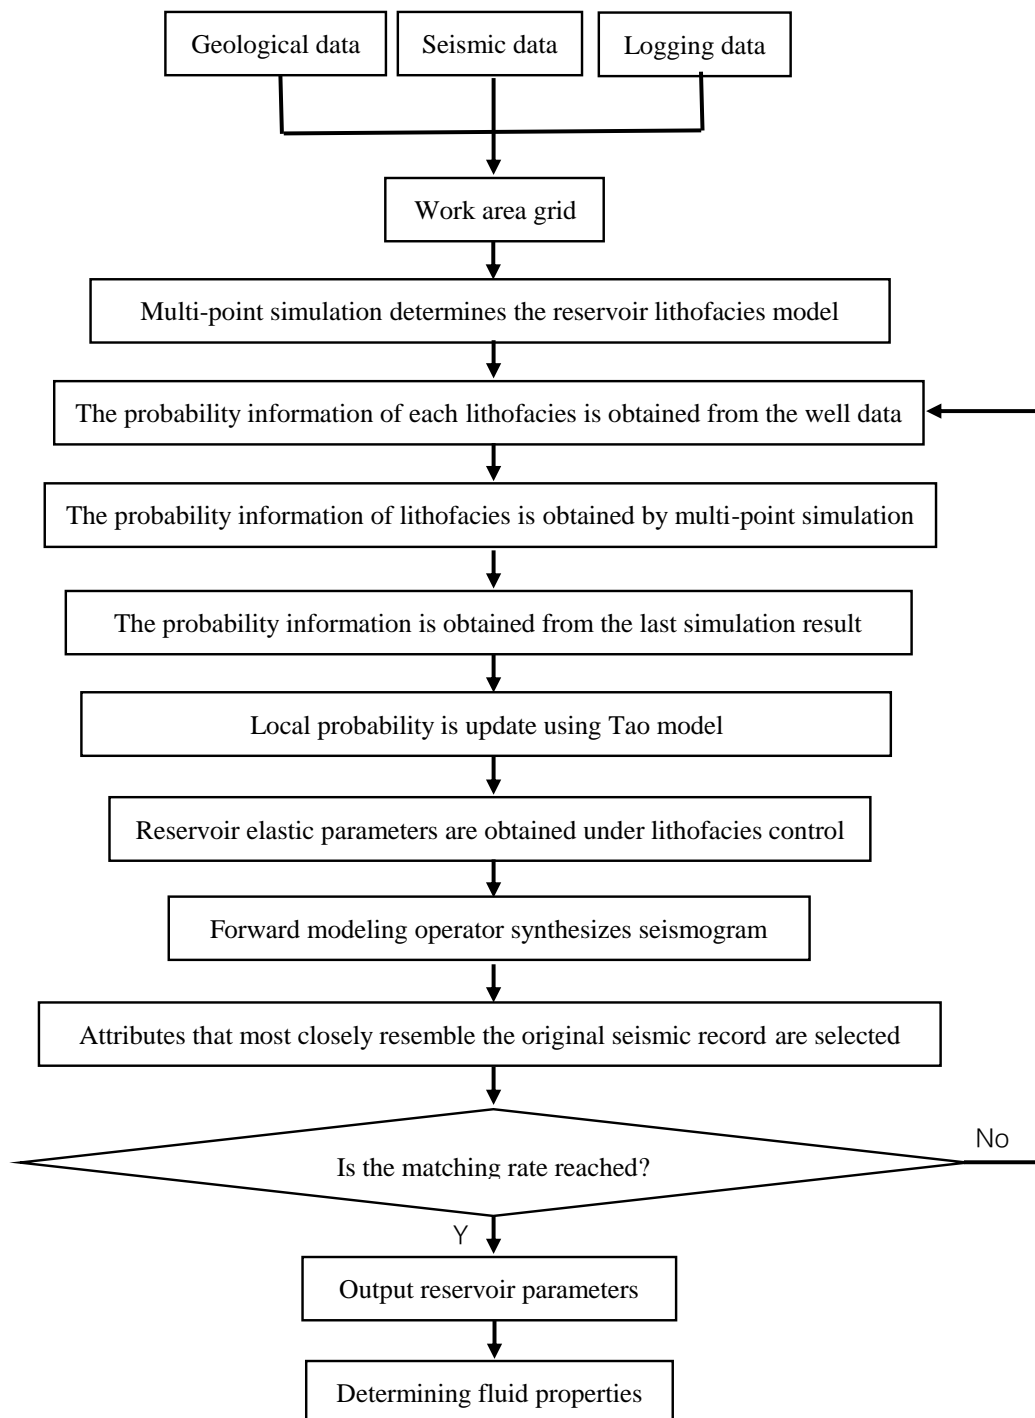 Geological data
Seismic data
Logging data
Work area grid
Multi-point simulation determines the reservoir lithofacies model
The probability information of each lithofacies is obtained from the well data
The probability information of lithofacies is obtained by multi-point simulation
The probability information is obtained from the last simulation result
Local probability is update using Tao model
Reservoir elastic parameters are obtained under lithofacies control
Forward modeling operator synthesizes seismogram
Attributes that most closely resemble the original seismic record are selected
Is the matching rate reached?
No
Y
Output reservoir parameters
Determining fluid properties